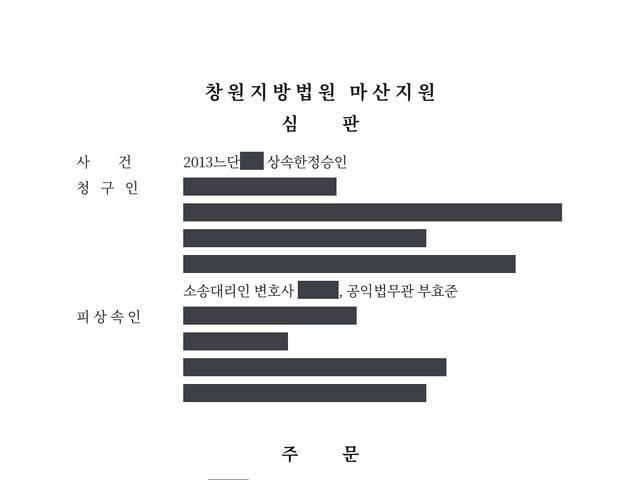 창원지방법원 마산지원
심 판
사 건 2013느단 상속한정승인
청 구 인
소송대리인 변호사 , 공익법무관 부효준
피상속인
주 문